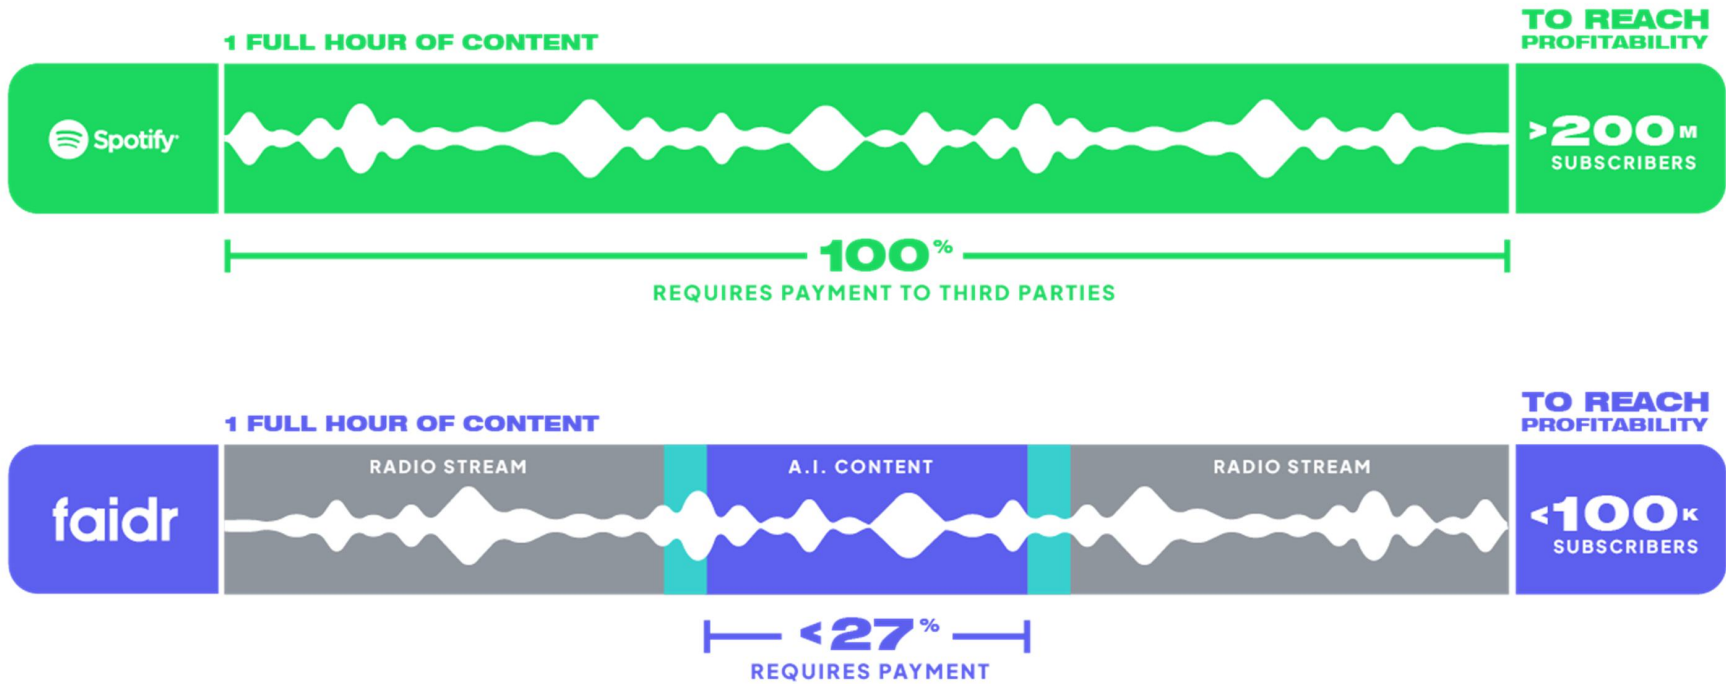 1 FULL HOUR OF CONTENT
TO REACH
PROFITABILITY
Spotify
>200M
SUBSCRIBERS
100%
REQUIRES PAYMENT TO THIRD PARTIES
1 FULL HOUR OF CONTENT
TO REACH
PROFITABILITY
faidr
RADIO STREAM
A.I. CONTENT
RADIO STREAM
<100K
SUBSCRIBERS
<27%
REQUIRES PAYMENT